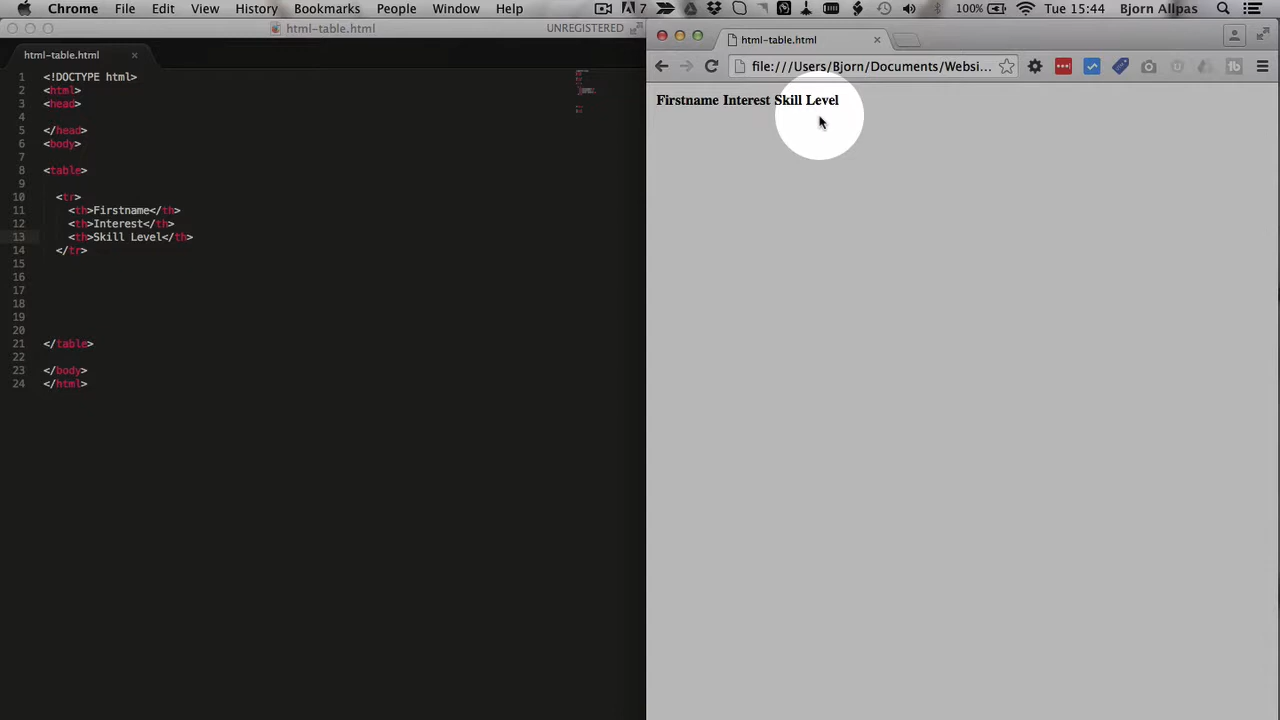 Chrome File Edit View History Bookmarks People Window Help
7 100% Tue 15:44 Bjorn Allpas
html-table.html UNREGISTERED
html-table.html
1 <!DOCTYPE html>
2 <html>
3 <head>
4
5 </head>
6 <body>
7
8 <table>
9
10 <tr>
11 <th>Firstname</th>
12 <th>Interest</th>
13 <th>Skill Level</th>
14 </tr>
15
16
17
18
19
20
21 </table>
22
23 </body>
24 </html>
html-table.html
file:///Users/Bjorn/Documents/Websi...
Firstname Interest Skill Level